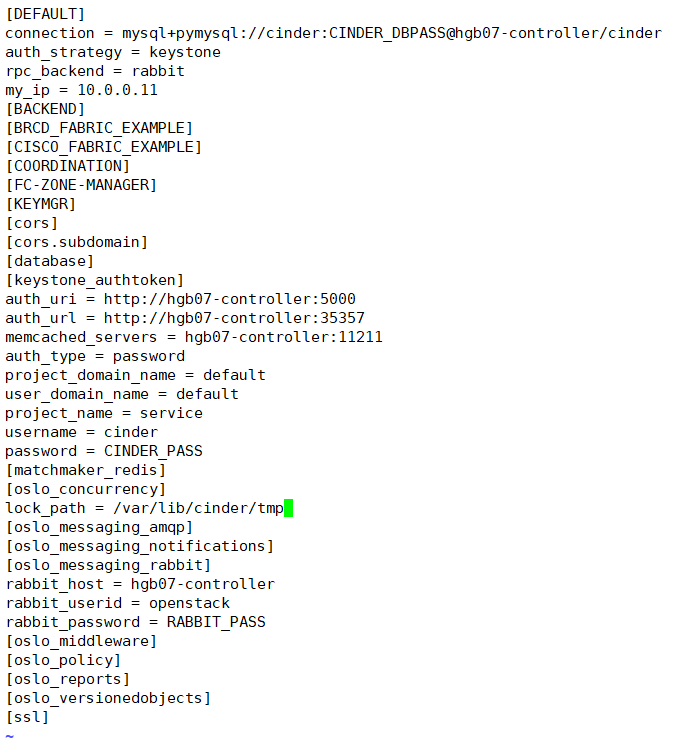 [DEFAULT]
connection = mysql+pymysql://cinder:CINDER_DBPASS@hgb07-controller/cinder
auth_strategy = keystone
rpc_backend = rabbit
my_ip = 10.0.0.11
[BACKEND]
[BRCD_FABRIC_EXAMPLE]
[CISCO_FABRIC_EXAMPLE]
[COORDINATION]
[FC-ZONE-MANAGER]
[KEYMGR]
[cors]
[cors.subdomain]
[database]
[keystone_authtoken]
auth_uri = http://hgb07-controller:5000
auth_url = http://hgb07-controller:35357
memcached_servers = hgb07-controller:11211
auth_type = password
project_domain_name = default
user_domain_name = default
project_name = service
username = cinder
password = CINDER_PASS
[matchmaker_redis]
[oslo_concurrency]
lock_path = /var/lib/cinder/tmp
[oslo_messaging_amqp]
[oslo_messaging_notifications]
[oslo_messaging_rabbit]
rabbit_host = hgb07-controller
rabbit_userid = openstack
rabbit_password = RABBIT_PASS
[oslo_middleware]
[oslo_policy]
[oslo_reports]
[oslo_versionedobjects]
[ssl]
~